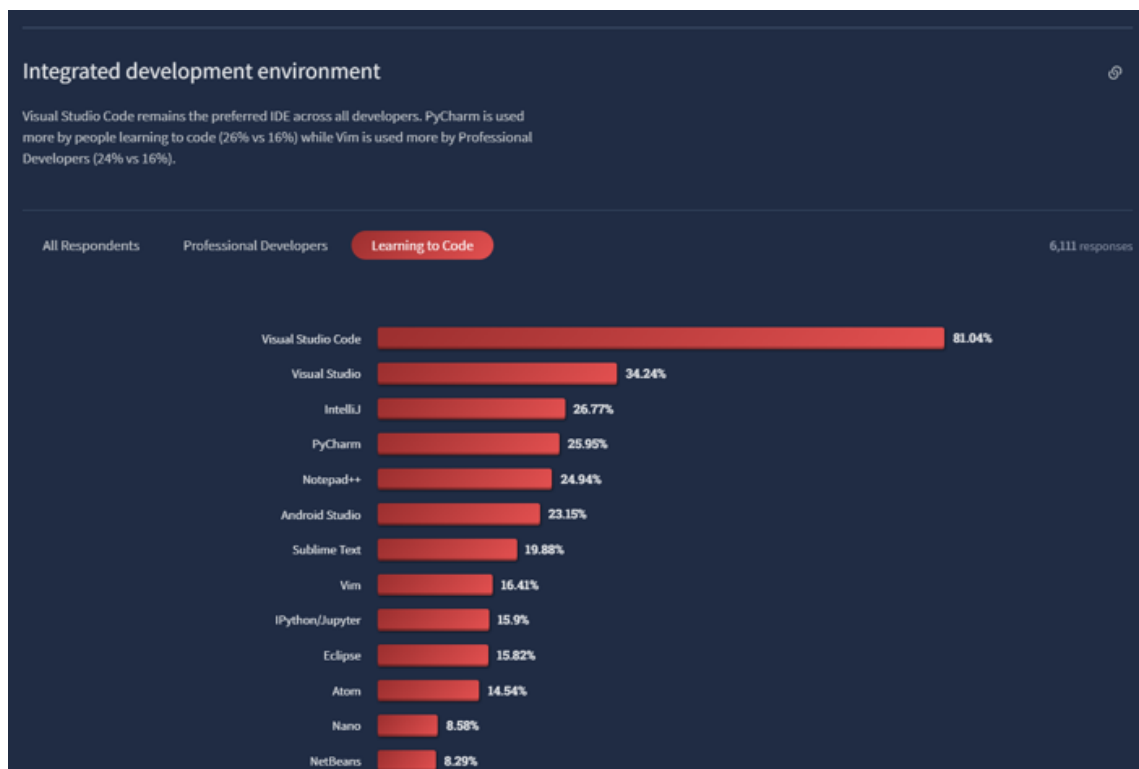 Integrated development environment
Visual Studio Code remains the preferred IDE across all developers. PyCharm is used
more by people learning to code (26% vs 16%) while Vim is used more by Professional
Developers (24% vs 16%).
All Respondents Professional Developers Learning to Code 6,111 responses
Visual Studio Code 81.04%
Visual Studio 34.24%
IntelliJ 26.77%
PyCharm 25.95%
Notepad++ 24.94%
Android Studio 23.15%
Sublime Text 19.88%
Vim 16.41%
IPython/Jupyter 15.9%
Eclipse 15.82%
Atom 14.54%
Nano 8.58%
NetBeans 8.29%